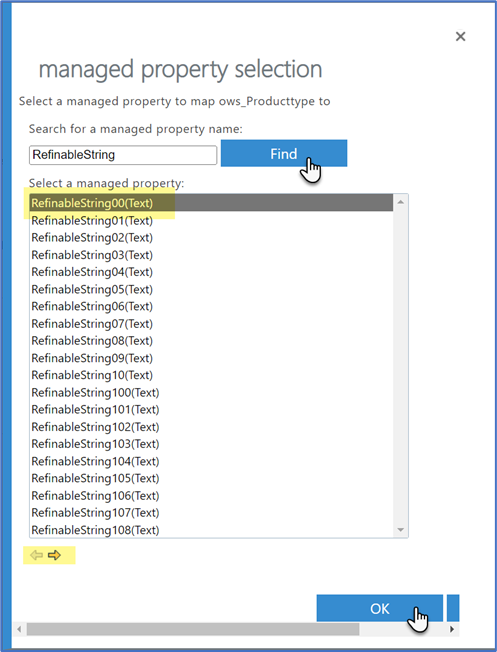 managed property selection
Select a managed property to map ows_Producttype to
Search for a managed property name:
RefinableString
Find
Select a managed property:
RefinableString00(Text)
RefinableString01(Text)
RefinableString02(Text)
RefinableString03(Text)
RefinableString04(Text)
RefinableString05(Text)
RefinableString06(Text)
RefinableString07(Text)
RefinableString08(Text)
RefinableString09(Text)
RefinableString10(Text)
RefinableString100(Text)
RefinableString101(Text)
RefinableString102(Text)
RefinableString103(Text)
RefinableString104(Text)
RefinableString105(Text)
RefinableString106(Text)
RefinableString107(Text)
RefinableString108(Text)
OK